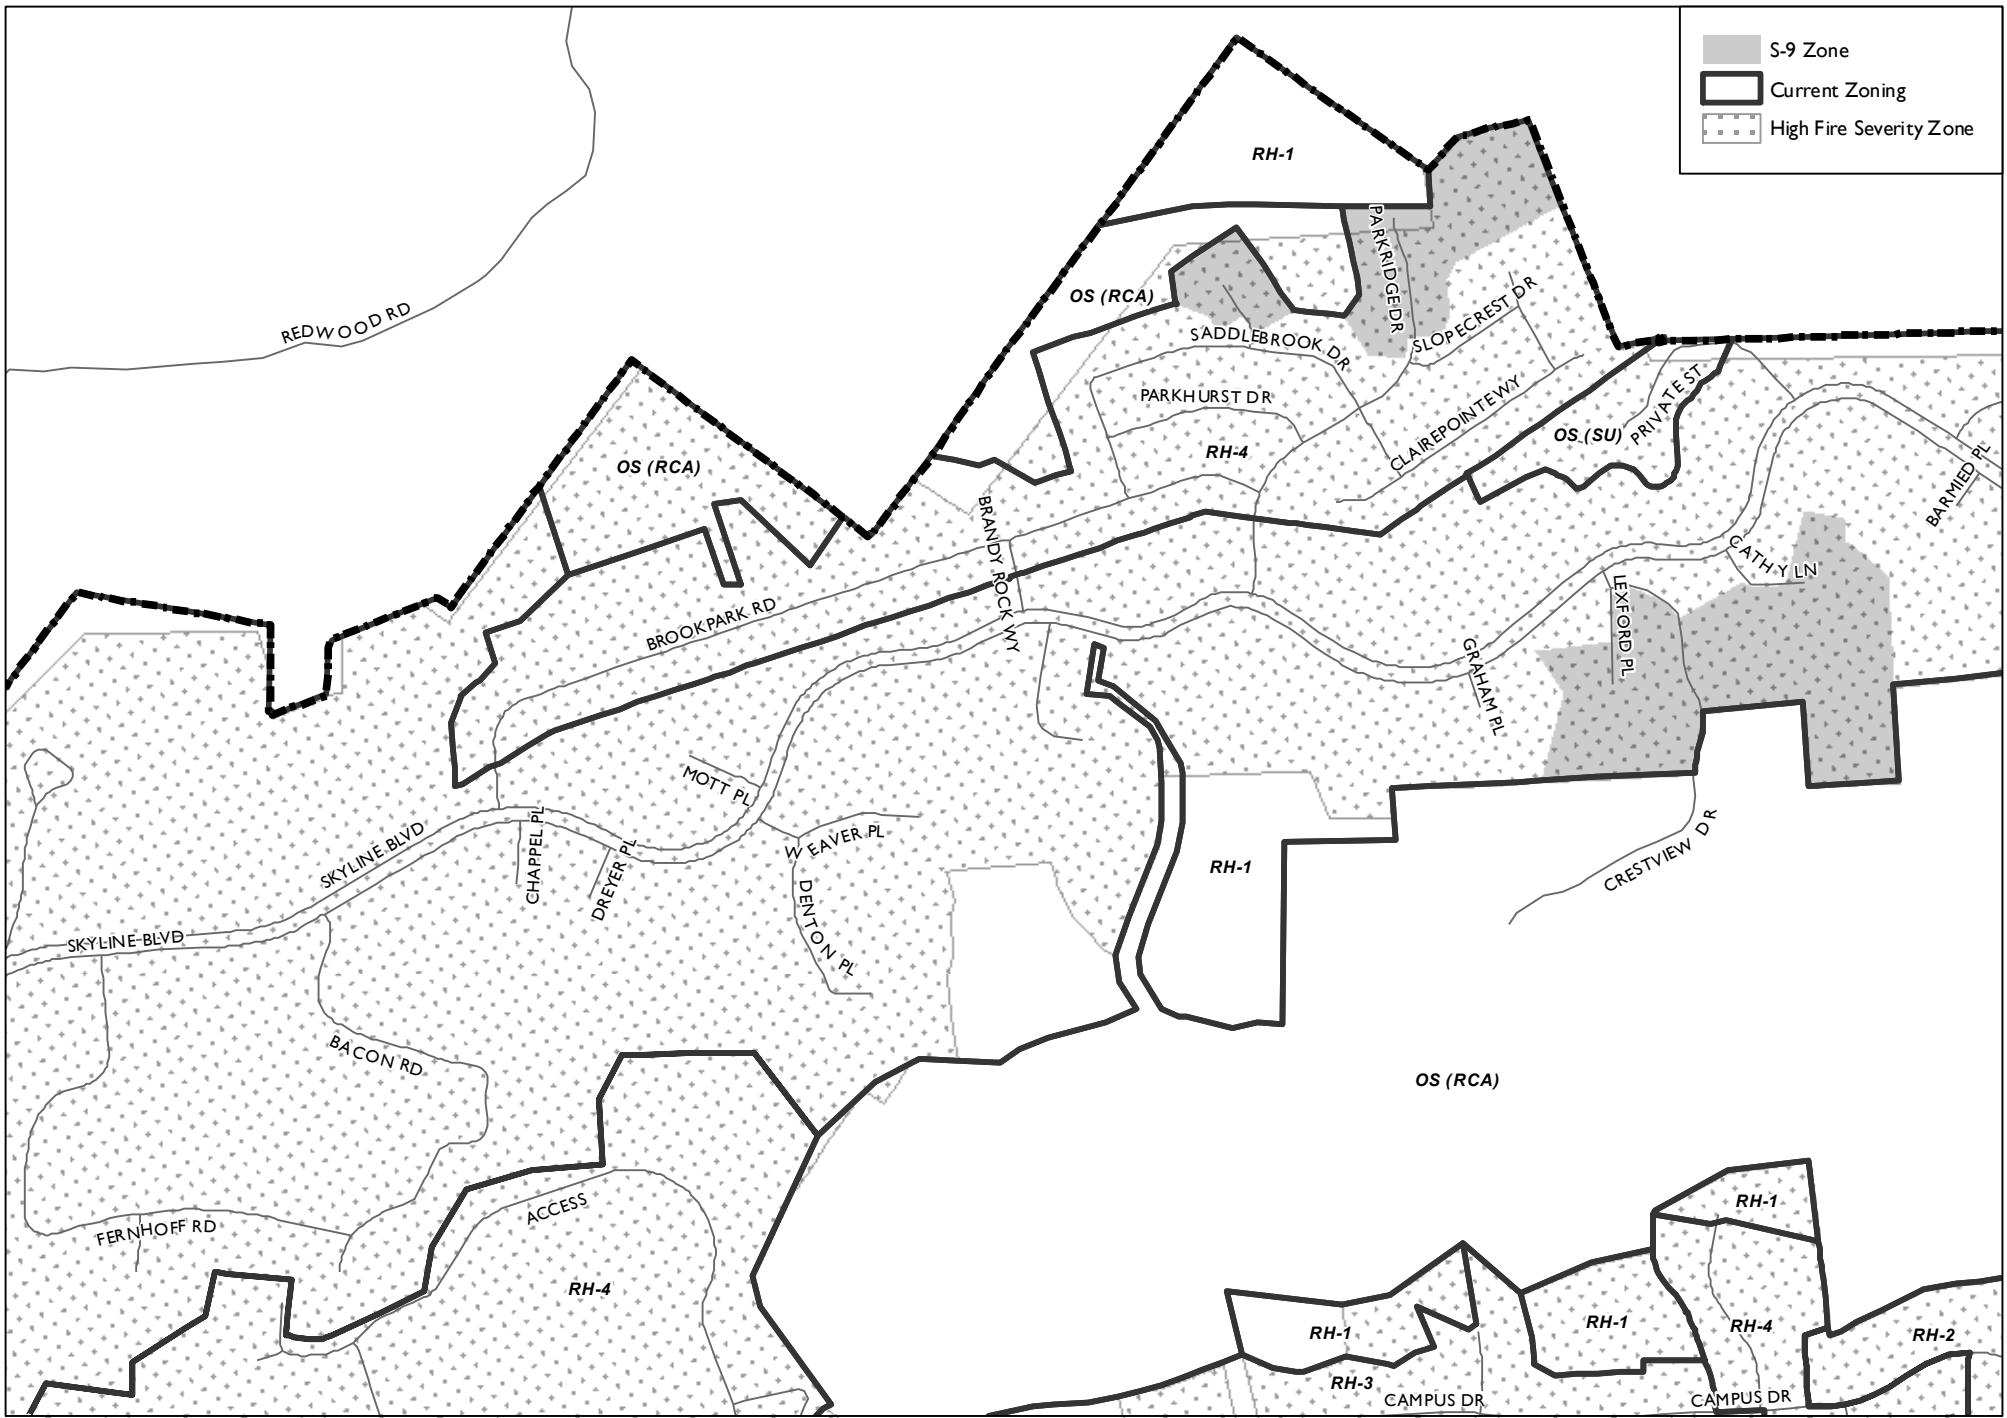 S-9 Zone
Current Zoning
High Fire Severity Zone
RH-1
PARKRIDGE DR
OS (RCA)
SLOPECREST DR
REDWOOD RD
SADDLEBROOK DR
PARKHURST DR
CLAIREPOINTE WY
PRIVATE ST
OS (SU)
RH-4
OS (RCA)
BARMIED PL
BRANDY ROCK WY
CATHY LN
LEXFORD PL
BROOKPARK RD
GRAHAM PL
MOTT PL
WEAVER PL
SKYLINE BLVD
CHAPPEL PL
DREYER PL
DENTON PL
RH-1
CRESTVIEW DR
SKYLINE BLVD
BACON RD
OS (RCA)
ACCESS
FERNHOFF RD
RH-4
RH-1
RH-1
RH-1
RH-4
RH-2
RH-3
CAMPUS DR
CAMPUS DR